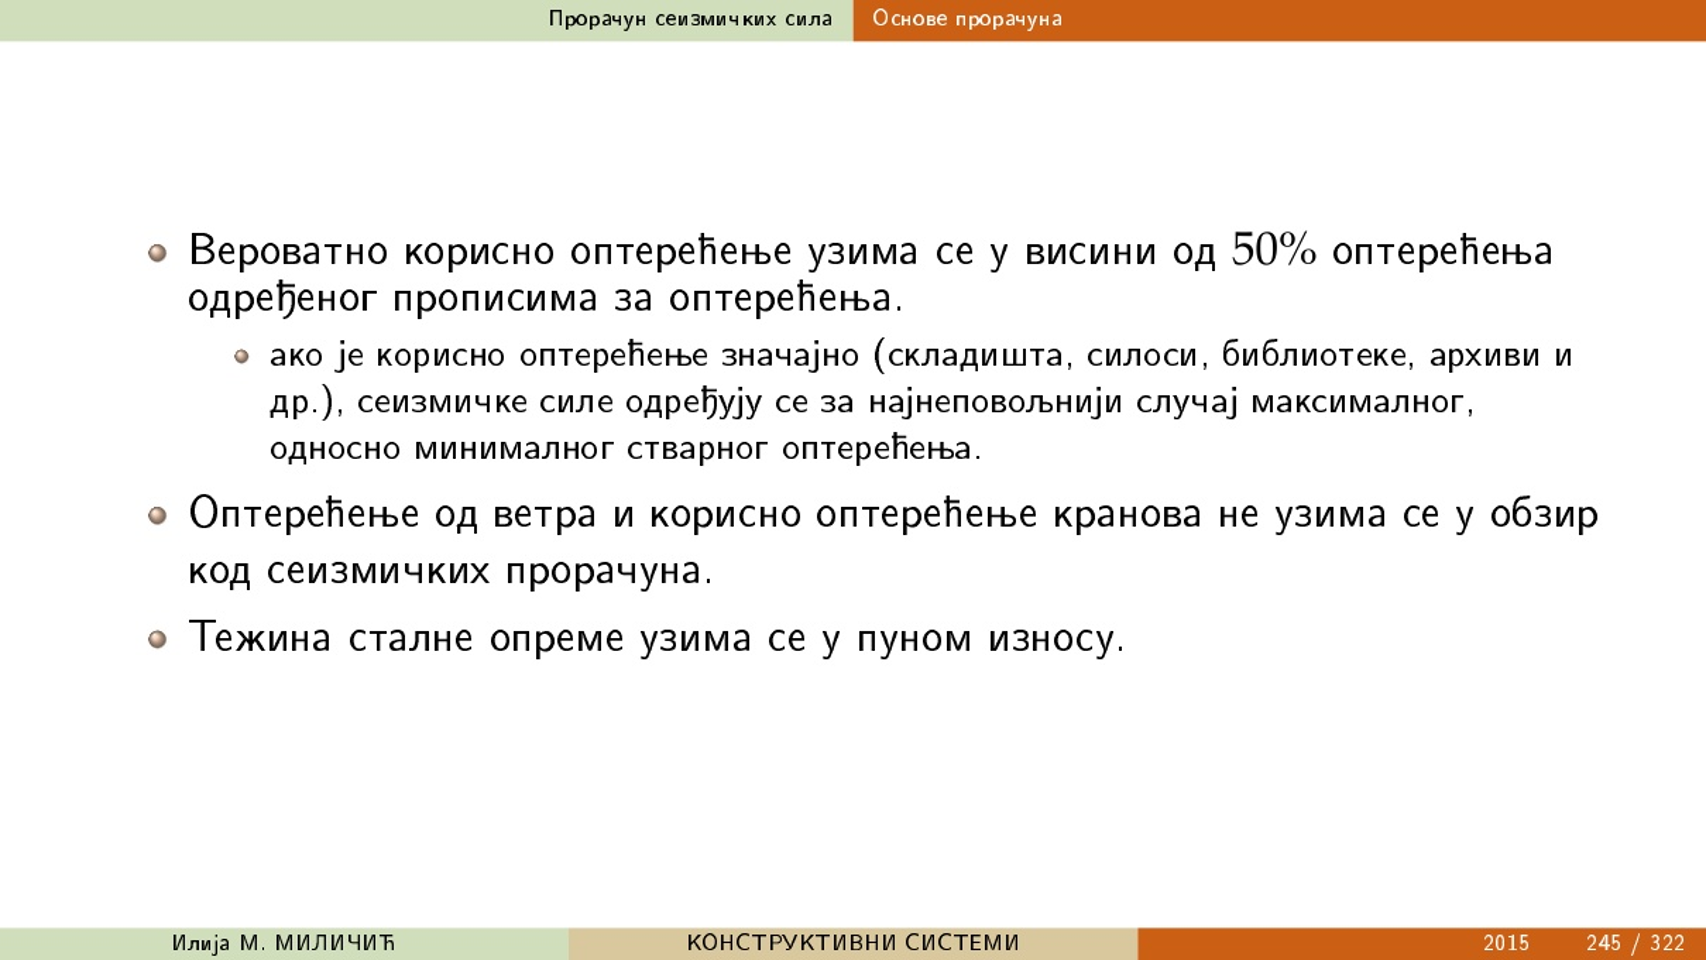 Прорачун сеизмичких сила
Основе прорачуна
Вероватно корисно оптерећење узима се у висини од 50% оптерећења
одређеног прописима за оптерећења.
ако је корисно оптерећење значајно (складишта, силоси, библиотеке, архиви и
др.), сеизмичке силе одређују се за најнеповољнији случај максималног,
односно минималног стварног оптерећења.
Оптерећење од ветра и корисно оптерећење кранова не узима се у обзир
код сеизмичких прорачуна.
Тежина сталне опреме узима се у пуном износу.
Илија М. МИЛИЧИЋ
КОНСТРУКТИВНИ СИСТЕМИ
2015
245 / 322